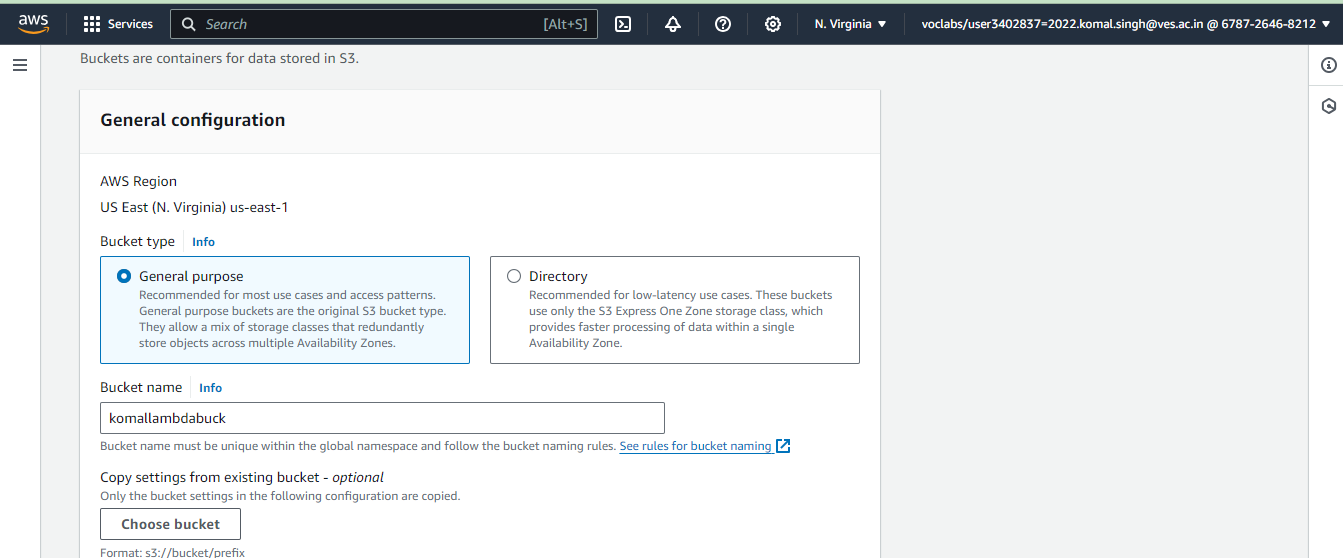 aws
Services
Search
[Alt+S]
N. Virginia
voclabs/user3402837=2022.komal.singh@ves.ac.in @ 6787-2646-8212
Buckets are containers for data stored in S3.
General configuration
AWS Region
US East (N. Virginia) us-east-1
Bucket type
Info
General purpose
Recommended for most use cases and access patterns.
General purpose buckets are the original S3 bucket type.
They allow a mix of storage classes that redundantly
store objects across multiple Availability Zones.
Directory
Recommended for low-latency use cases. These buckets
use only the S3 Express One Zone storage class, which
provides faster processing of data within a single
Availability Zone.
Bucket name
Info
komallambdabuck
Bucket name must be unique within the global namespace and follow the bucket naming rules. See rules for bucket naming
Copy settings from existing bucket - optional
Only the bucket settings in the following configuration are copied.
Choose bucket
Format: s3://bucket/prefix